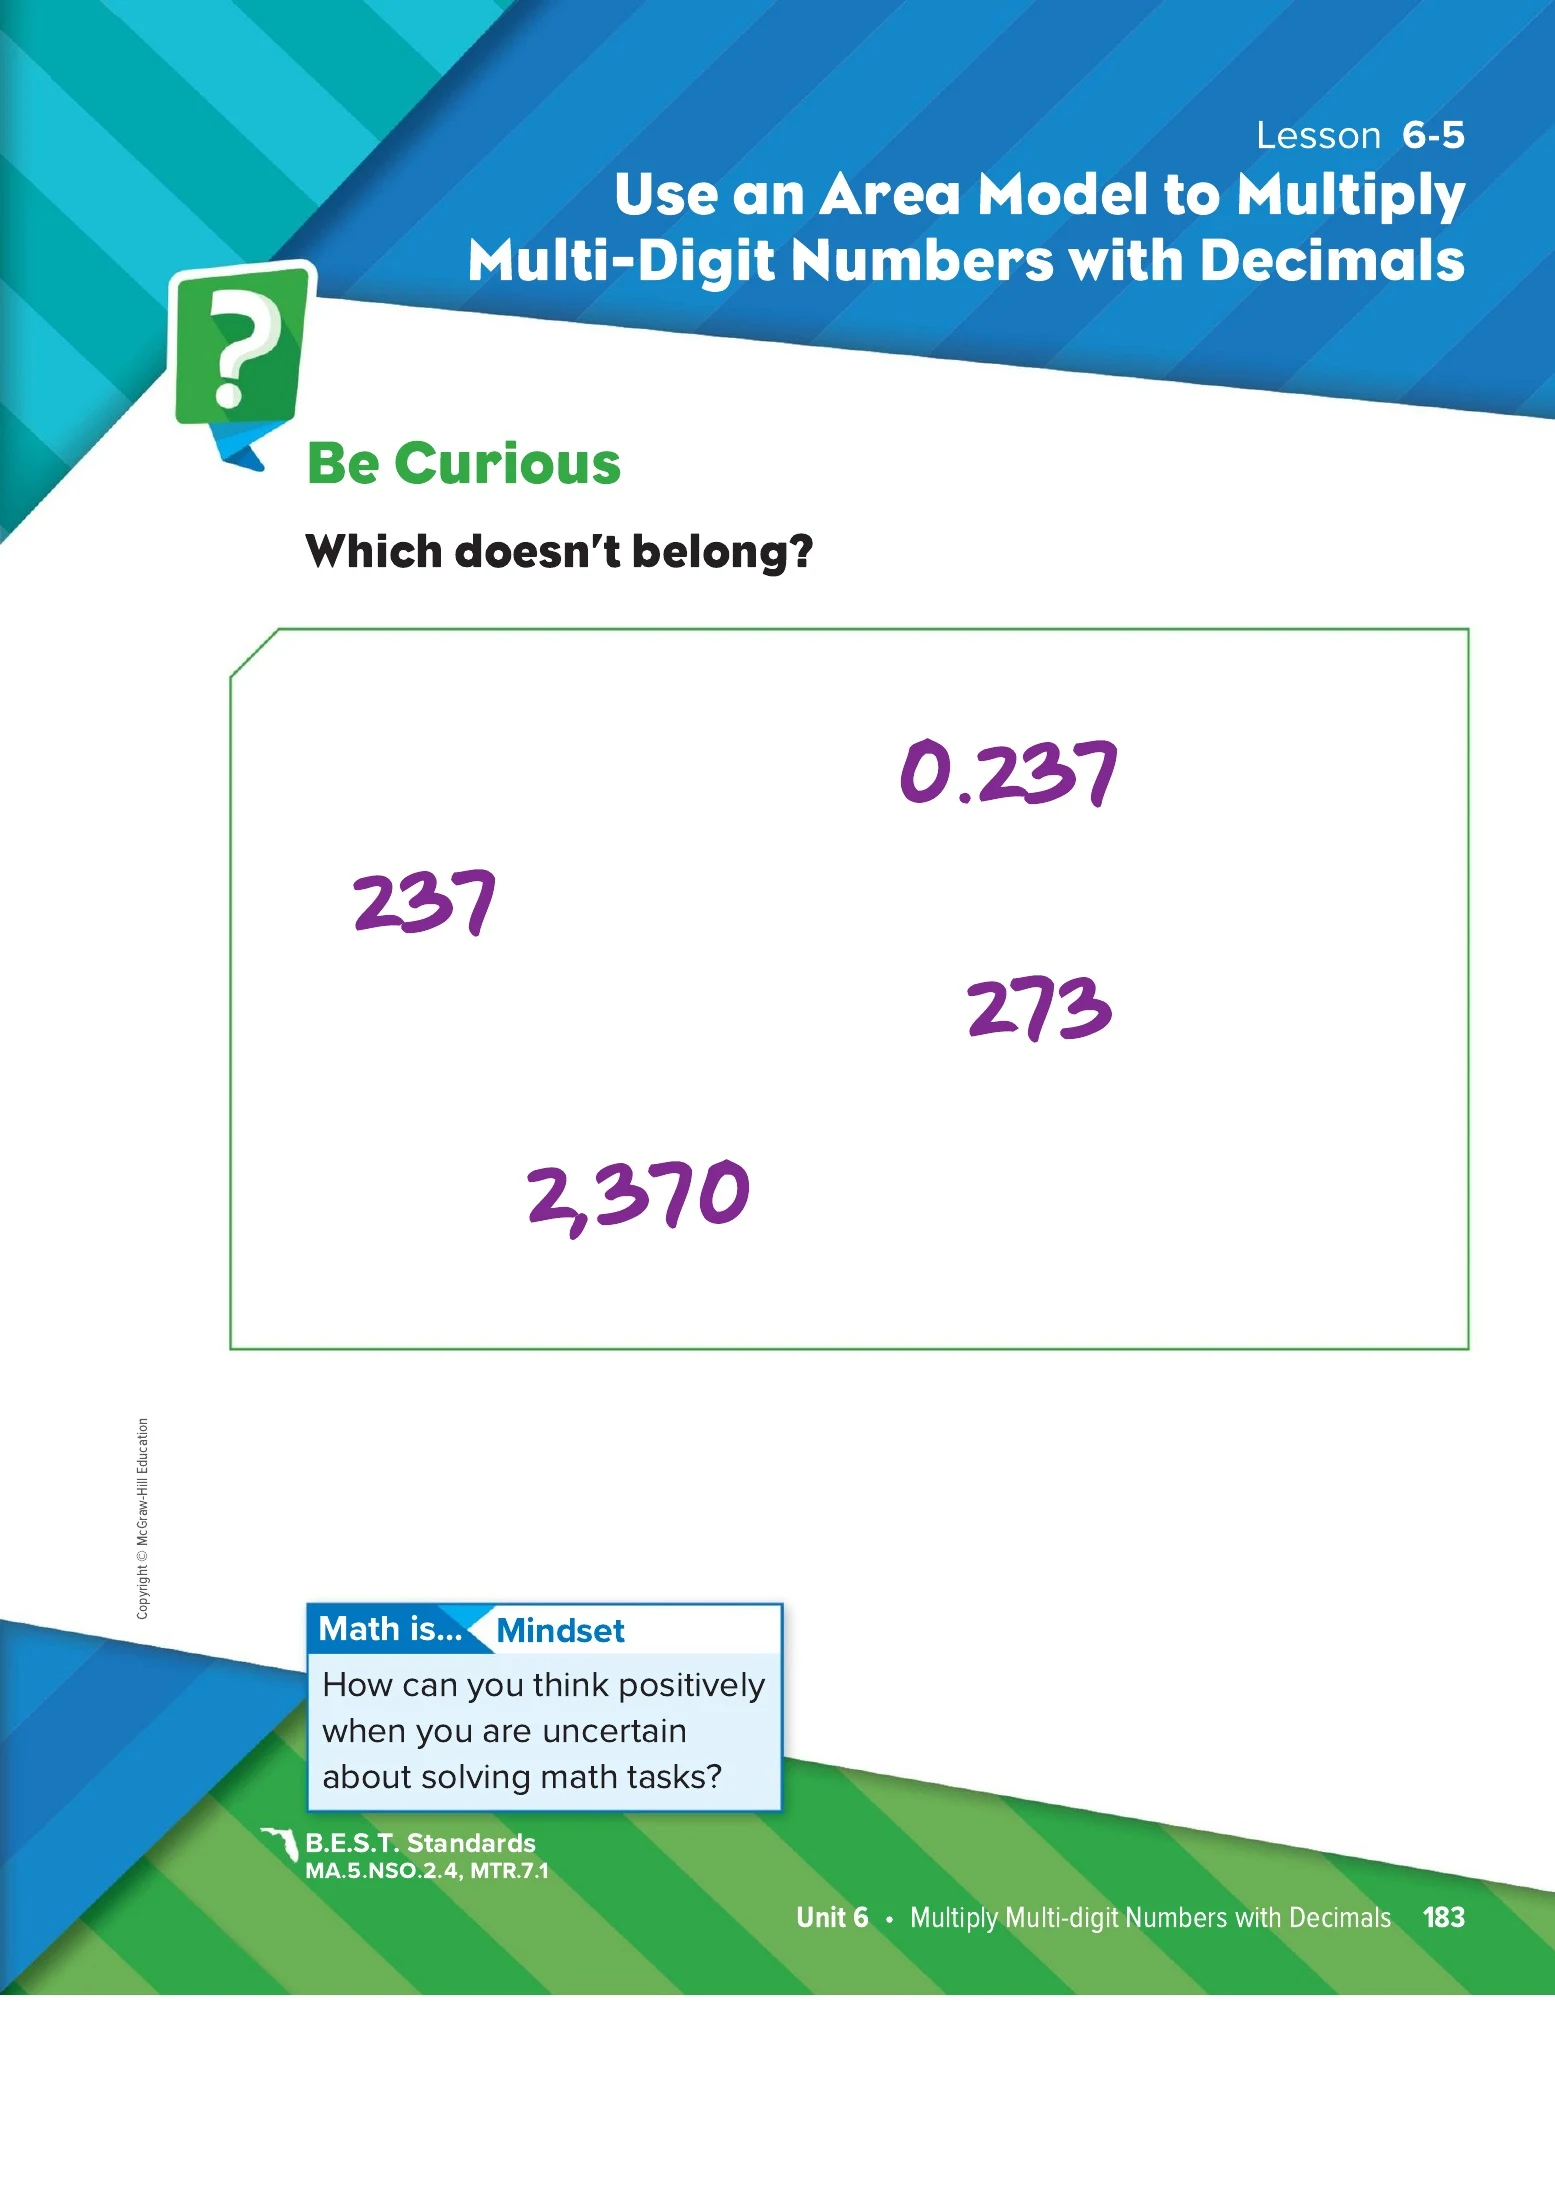 Lesson 6-5
Use an Area Model to Multiply
Multi-Digit Numbers with Decimals
?
Be Curious
Which doesn't belong?
0.237
237
273
2,370
Copyright © McGraw-Hill Education
Math is... Mindset
How can you think positively
when you are uncertain
about solving math tasks?
B.E.S.T. Standards
MA.5.NSO.2.4, MTR.7.1
Unit 6 • Multiply Multi-digit Numbers with Decimals 183